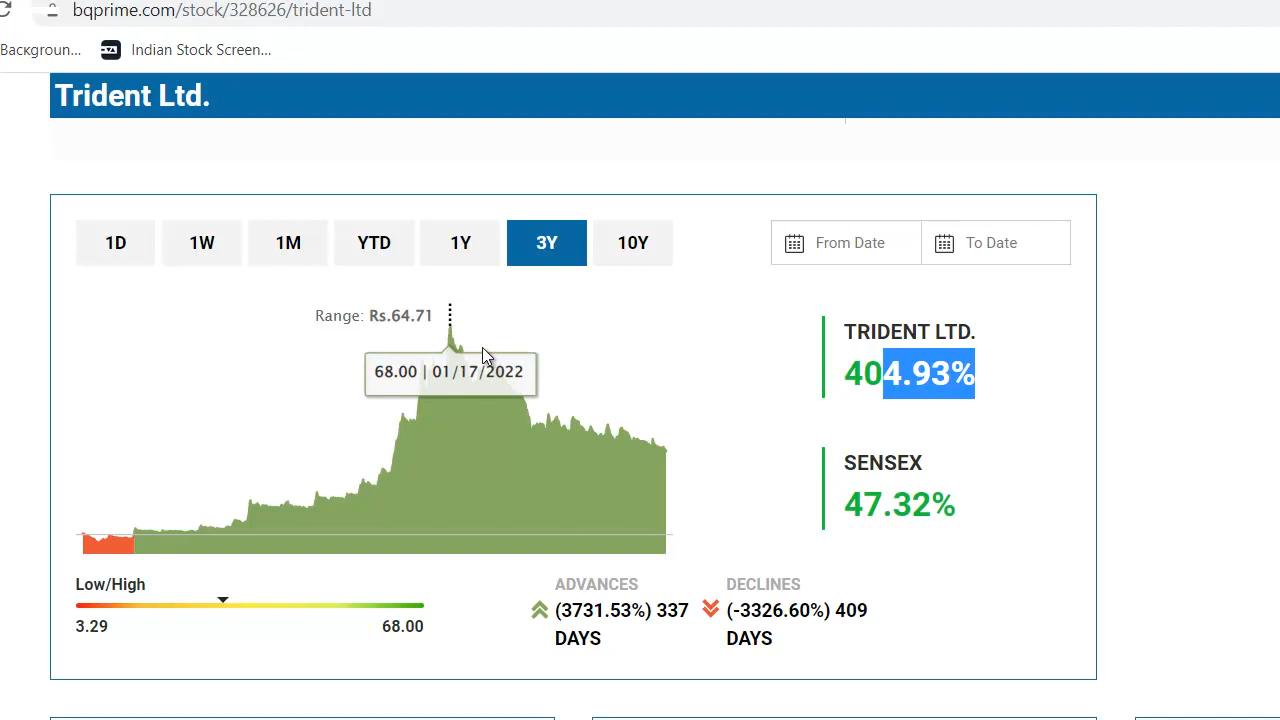 bqprime.com/stock/328626/trident-ltd
Backgroun... Indian Stock Screen...
Trident Ltd.
1D 1W 1M YTD 1Y 3Y 10Y From Date To Date
Range: Rs.64.71
68.00 | 01/17/2022
TRIDENT LTD.
404.93%
SENSEX
47.32%
Low/High
3.29 68.00
ADVANCES
(3731.53%) 337
DAYS
DECLINES
(-3326.60%) 409
DAYS